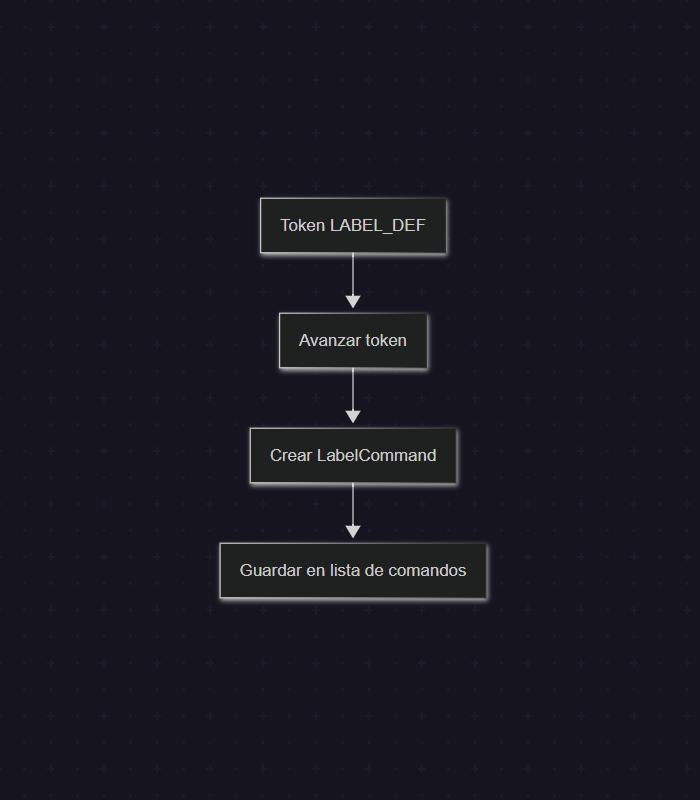 Token LABEL_DEF
Avanzar token
Crear LabelCommand
Guardar en lista de comandos